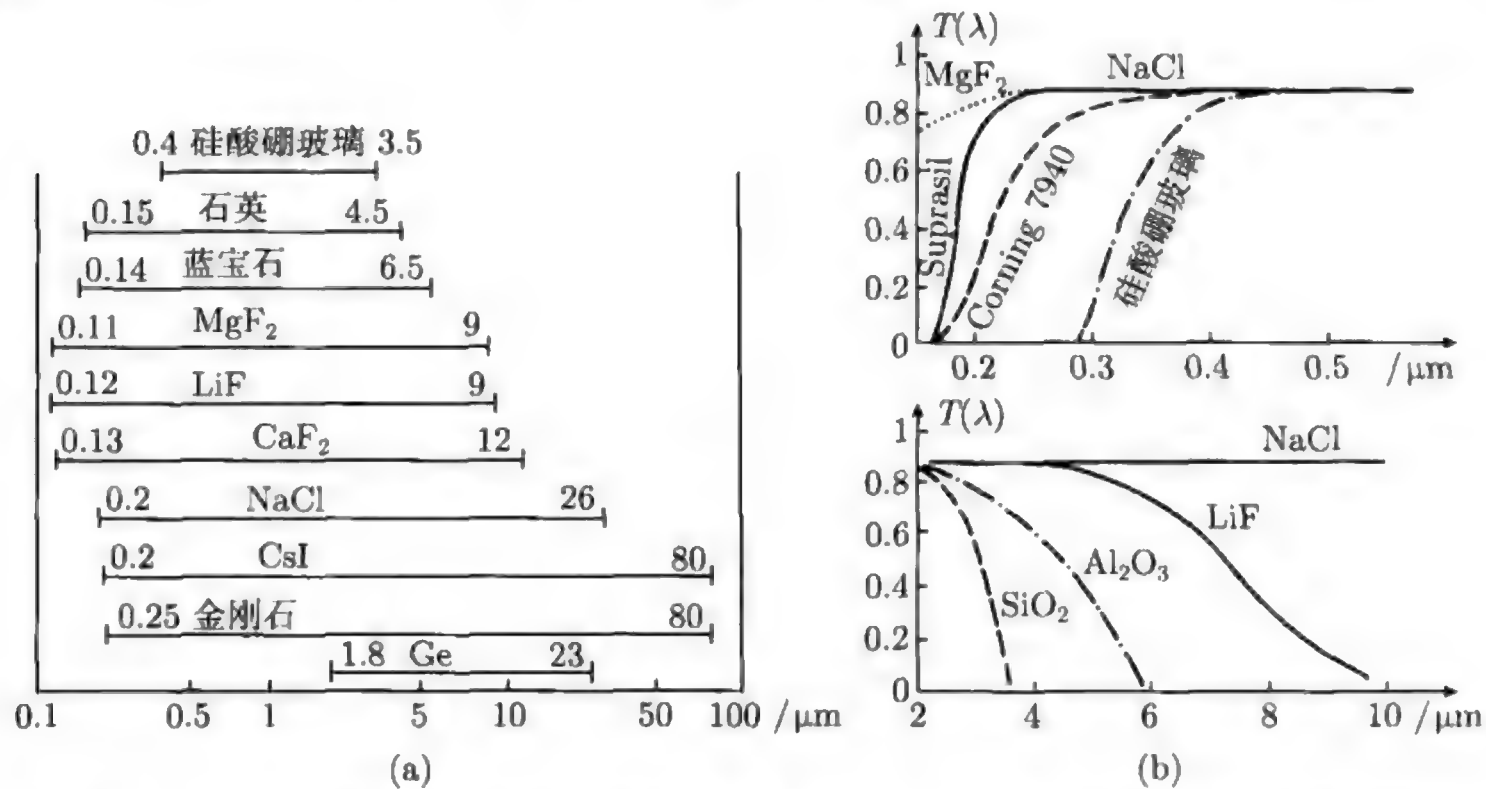 0.4 硅酸硼玻璃 3.5
0.15 石英 4.5
0.14 蓝宝石 6.5
0.11 MgF₂ 9
0.12 LiF 9
0.13 CaF₂ 12
0.2 NaCl 26
0.2 CsI 80
0.25 金刚石 80
1.8 Ge 23
0.1 0.5 1 5 10 50 100 /μm
(a)
T(λ)
1
MgF₂ NaCl
0.8
0.6
0.4
0.2
0
Suprasil
Corning 7940
硅酸硼玻璃
0.2 0.3 0.4 0.5 /μm
T(λ)
1
NaCl
0.8
LiF
0.6
Al₂O₃
0.4
SiO₂
0.2
0
2 4 6 8 10 /μm
(b)